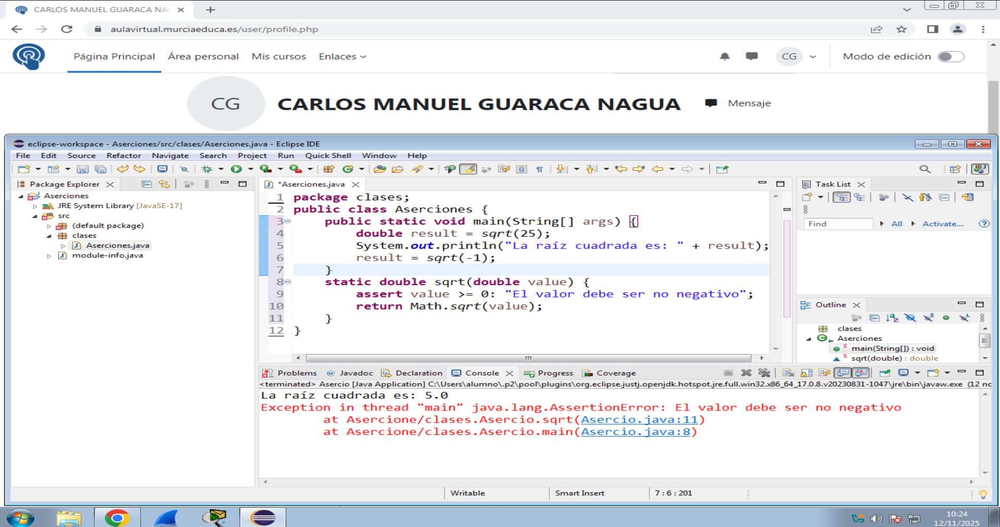 CARLOS MANUEL GUARACA NA
aulavirtual.murciaeduca.es/user/profile.php
Página Principal Área personal Mis cursos Enlaces CG Modo de edición
CG CARLOS MANUEL GUARACA NAGUA Mensaje
eclipse-workspace - Aserciones/src/clases/Aserciones.java - Eclipse IDE
File Edit Source Refactor Navigate Search Project Run Quick Shell Window Help
Package Explorer
Aserciones
JRE System Library [JavaSE-17]
src
(default package)
clases
Aserciones.java
module-info.java
*Aserciones.java
1 package clases;
2 public class Aserciones {
3 public static void main(String[] args) {
4 double result = sqrt(25);
5 System.out.println("La raíz cuadrada es: " + result);
6 result = sqrt(-1);
7 }
8 static double sqrt(double value) {
9 assert value >= 0: "El valor debe ser no negativo";
10 return Math.sqrt(value);
11 }
12 }
Task List
Find All Activate...
Outline
clases
Aserciones
main(String[]) : void
sqrt(double) : double
Problems Javadoc Declaration Console Progress Coverage
<terminated> Asercio [Java Application] C:\Users\alumno\.p2\pool\plugins\org.eclipse.justj.openjdk.hotspot.jre.full.win32.x86_64_17.0.8.v20230831-1047\jre\bin\javaw.exe (12 nc
La raíz cuadrada es: 5.0
Exception in thread "main" java.lang.AssertionError: El valor debe ser no negativo
at Asercione/clases.Asercio.sqrt(Asercio.java:11)
at Asercione/clases.Asercio.main(Asercio.java:8)
Writable Smart Insert 7 : 6 : 201
10:24
12/11/2025